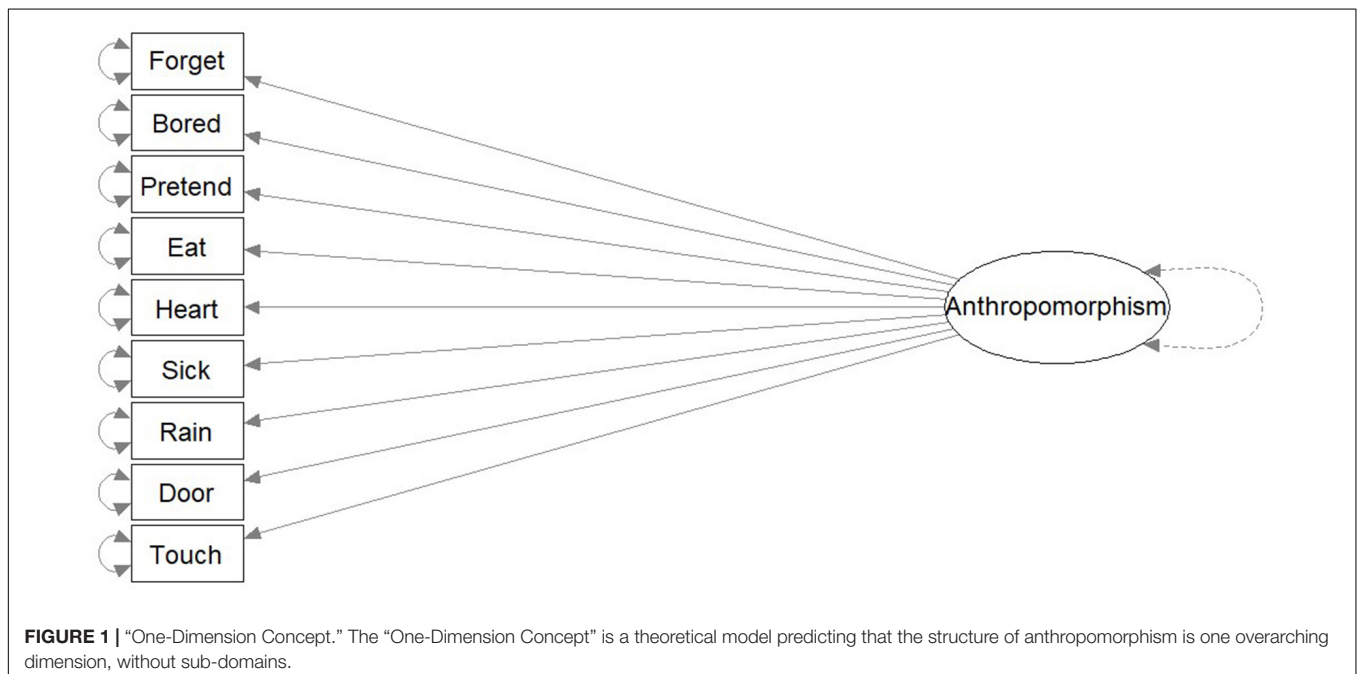 Forget
Bored
Pretend
Eat
Heart
Sick
Rain
Door
Touch
Anthropomorphism
FIGURE 1 | “One-Dimension Concept.” The “One-Dimension Concept” is a theoretical model predicting that the structure of anthropomorphism is one overarching
dimension, without sub-domains.